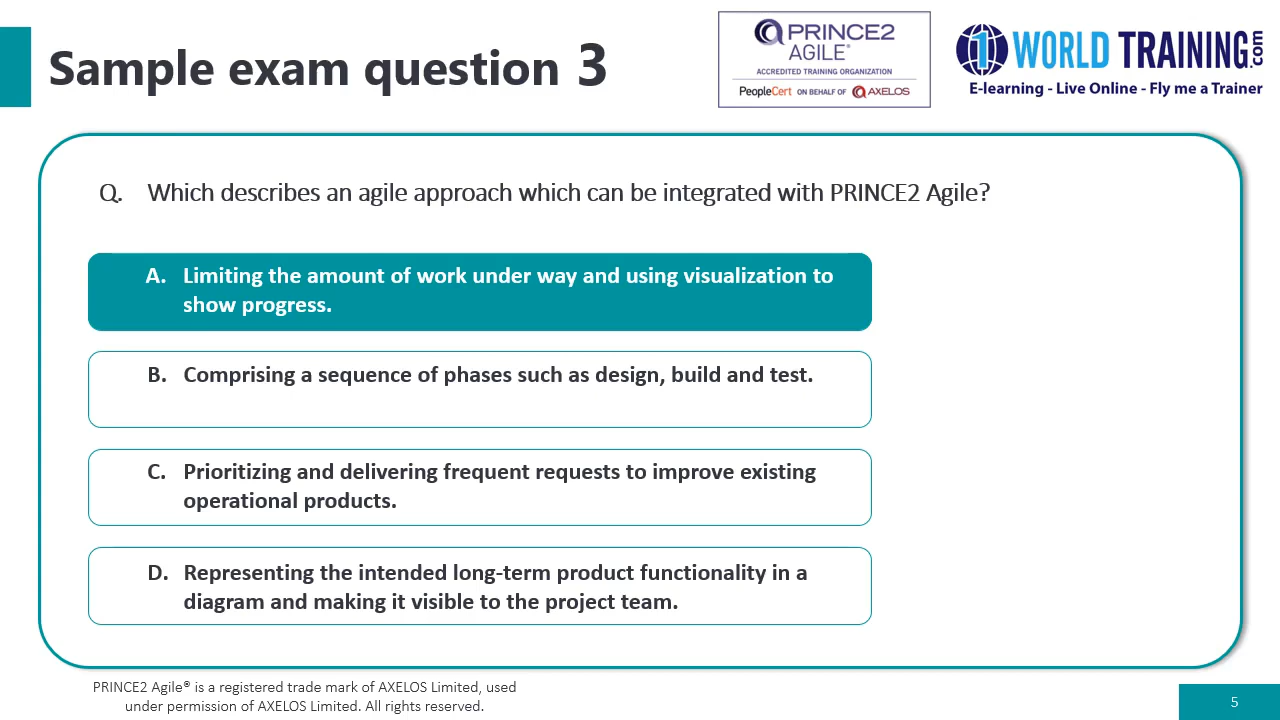 Sample exam question 3
PRINCE2
AGILE®
ACCREDITED TRAINING ORGANIZATION
PeopleCert ON BEHALF OF AXELOS
1 WORLD TRAINING.com
E-learning - Live Online - Fly me a Trainer
Q. Which describes an agile approach which can be integrated with PRINCE2 Agile?
A. Limiting the amount of work under way and using visualization to
show progress.
B. Comprising a sequence of phases such as design, build and test.
C. Prioritizing and delivering frequent requests to improve existing
operational products.
D. Representing the intended long-term product functionality in a
diagram and making it visible to the project team.
PRINCE2 Agile® is a registered trade mark of AXELOS Limited, used
under permission of AXELOS Limited. All rights reserved.
5